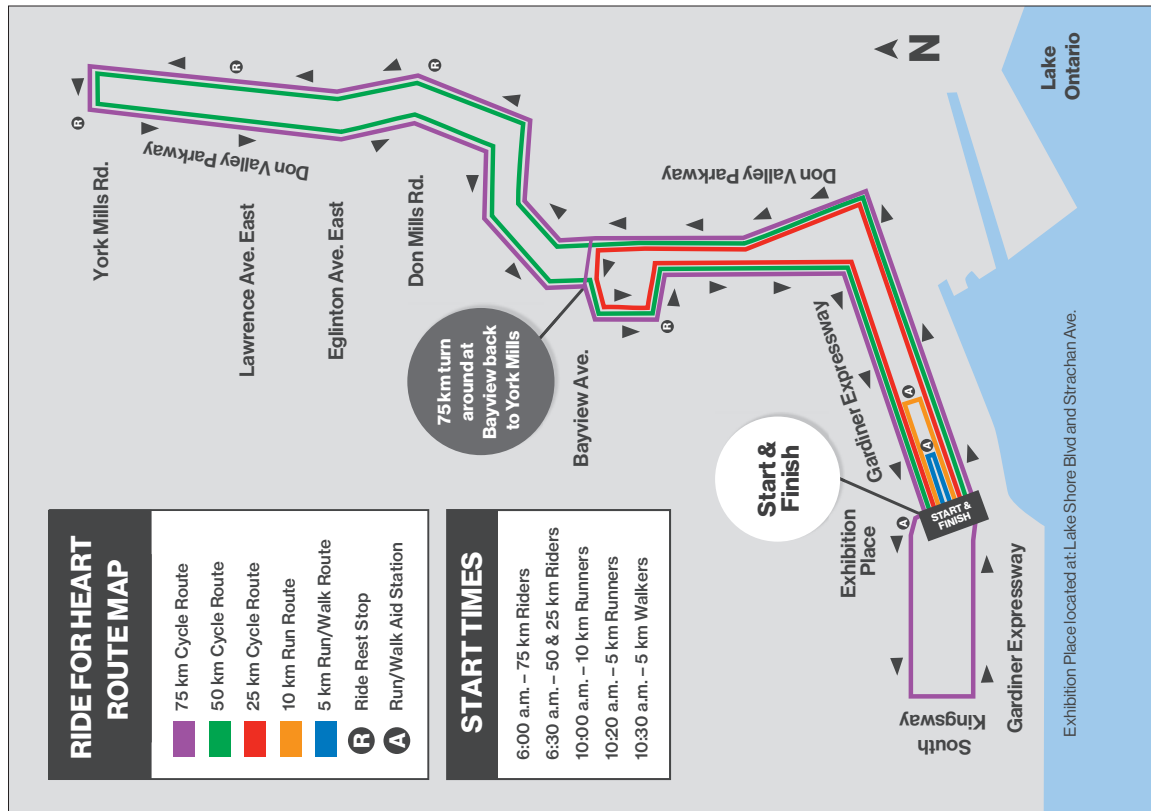 RIDE FOR HEART
ROUTE MAP
75 km Cycle Route
50 km Cycle Route
25 km Cycle Route
10 km Run Route
5 km Run/Walk Route
R Ride Rest Stop
A Run/Walk Aid Station
START TIMES
6:00 a.m. – 75 km Riders
6:30 a.m. – 50 & 25 km Riders
10:00 a.m. – 10 km Runners
10:20 a.m. – 5 km Runners
10:30 a.m. – 5 km Walkers
York Mills Rd.
R
R
R
Don Valley Parkway
Lawrence Ave. East
Eglinton Ave. East
Don Mills Rd.
75 km turn
around at
Bayview back
to York Mills
Bayview Ave.
R
Don Valley Parkway
Start &
Finish
Gardiner Expressway
A
A
A
START &
FINISH
Exhibition
Place
South
Kingsway
Gardiner Expressway
N
Lake
Ontario
Exhibition Place located at: Lake Shore Blvd and Strachan Ave.